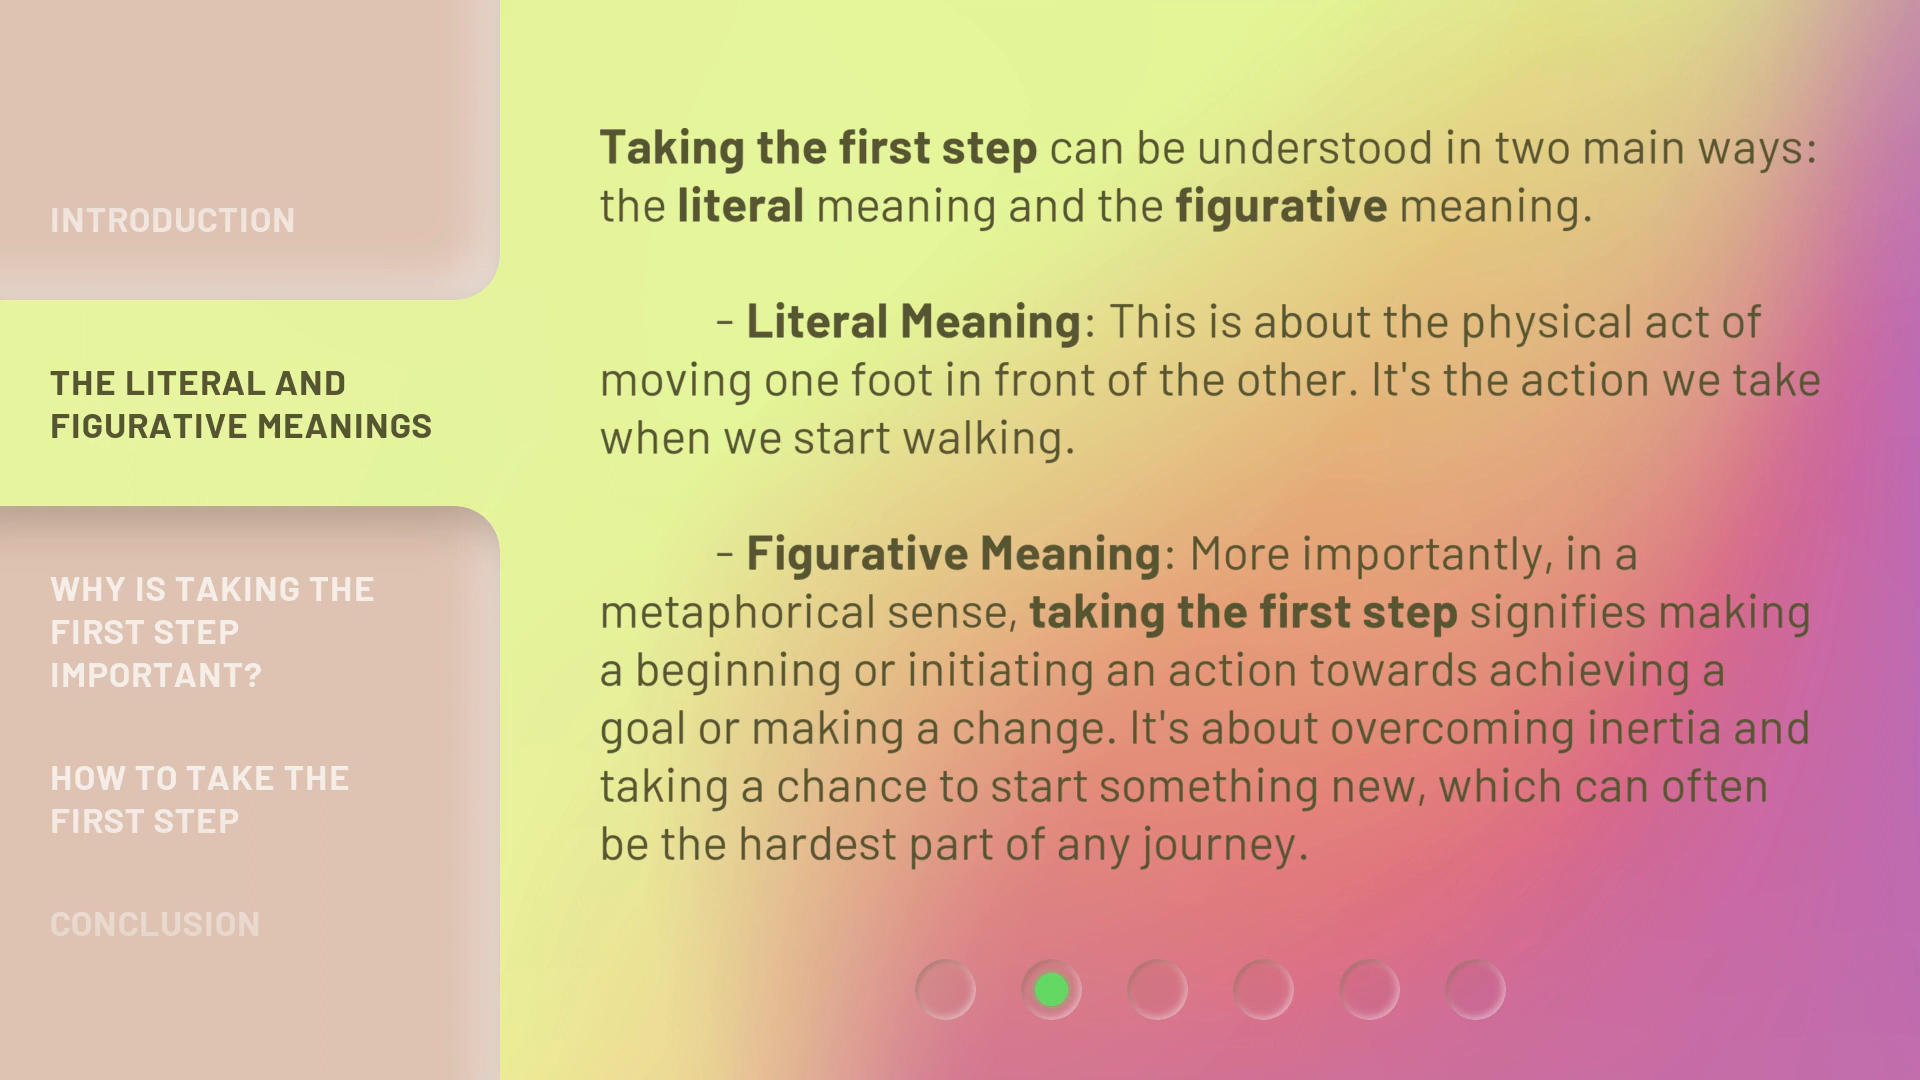 INTRODUCTION
THE LITERAL AND
FIGURATIVE MEANINGS
WHY IS TAKING THE
FIRST STEP
IMPORTANT?
HOW TO TAKE THE
FIRST STEP
CONCLUSION
Taking the first step can be understood in two main ways:
the literal meaning and the figurative meaning.
- Literal Meaning: This is about the physical act of
moving one foot in front of the other. It's the action we take
when we start walking.
- Figurative Meaning: More importantly, in a
metaphorical sense, taking the first step signifies making
a beginning or initiating an action towards achieving a
goal or making a change. It's about overcoming inertia and
taking a chance to start something new, which can often
be the hardest part of any journey.